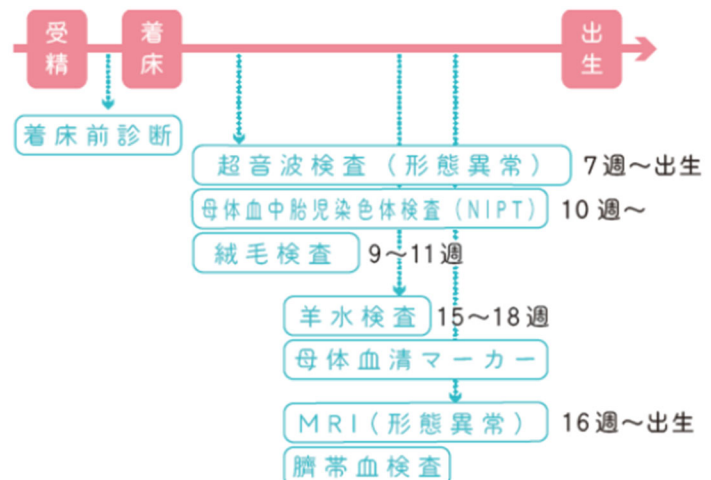 受精
着床
出生
着床前診断
超音波検査（形態異常） 7週～出生
母体血中胎児染色体検査（NIPT） 10週～
絨毛検査 9～11週
羊水検査 15～18週
母体血清マーカー
MRI（形態異常） 16週～出生
臍帯血検査